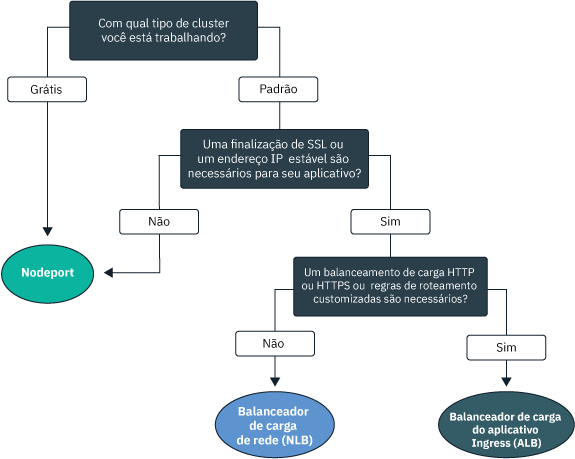 Com qual tipo de cluster
você está trabalhando?
Grátis
Padrão
Uma finalização de SSL ou
um endereço IP estável são
necessários para seu aplicativo?
Não
Sim
Nodeport
Um balanceamento de carga HTTP
ou HTTPS ou regras de roteamento
customizadas são necessários?
Não
Sim
Balanceador
de carga
de rede (NLB)
Balanceador de carga
do aplicativo
Ingress (ALB)